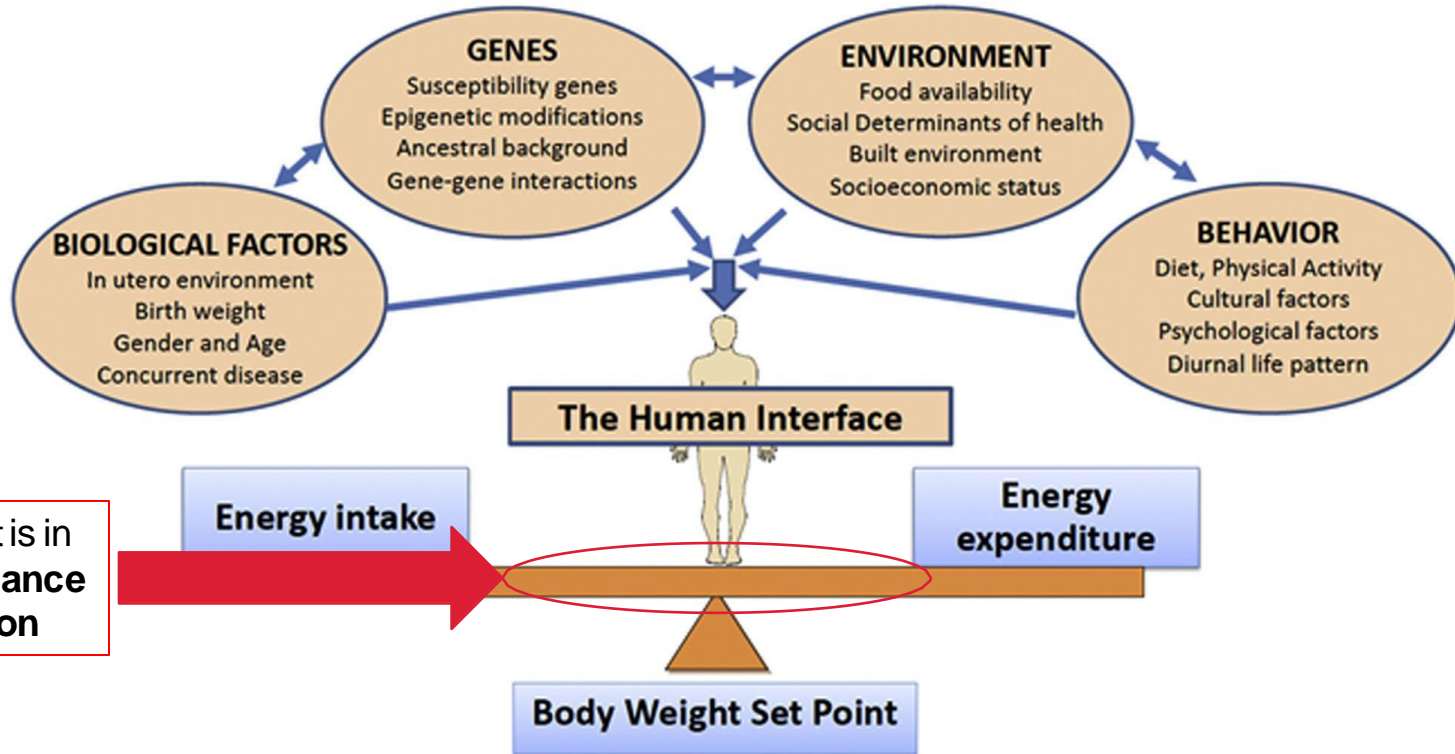 GENES
Susceptibility genes
Epigenetic modifications
Ancestral background
Gene-gene interactions
ENVIRONMENT
Food availability
Social Determinants of health
Built environment
Socioeconomic status
BIOLOGICAL FACTORS
In utero environment
Birth weight
Gender and Age
Concurrent disease
BEHAVIOR
Diet, Physical Activity
Cultural factors
Psychological factors
Diurnal life pattern
The Human Interface
Energy intake
Energy
expenditure
is in
Body Weight Set Point